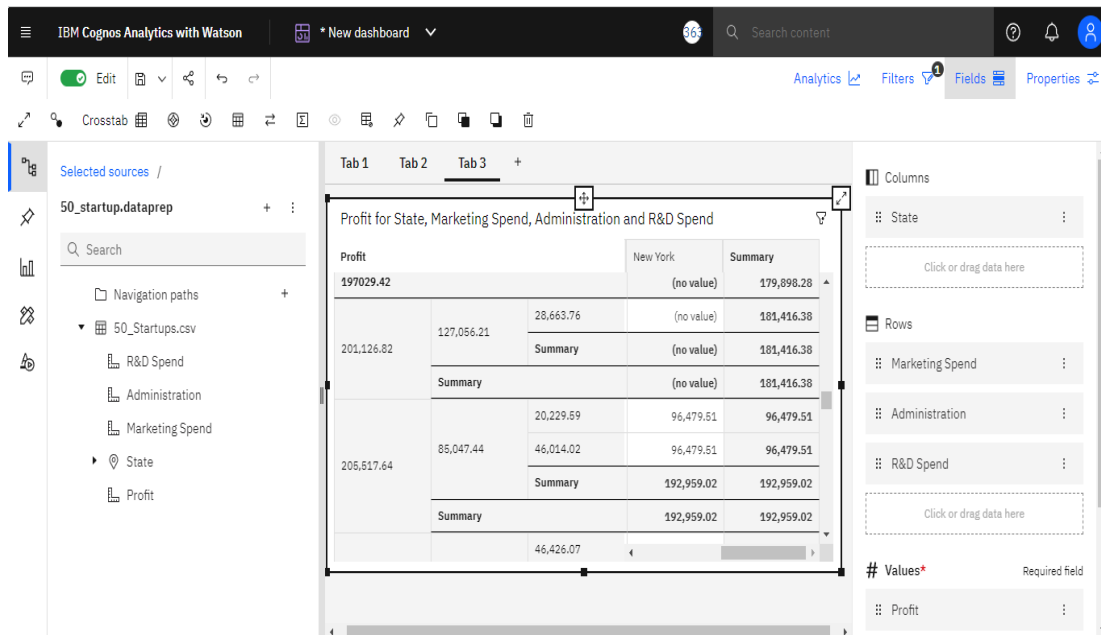 IBM Cognos Analytics with Watson
* New dashboard
363
Search content
Edit
Analytics
Filters
1
Fields
Properties
Crosstab
Selected sources /
50_startup.dataprep
Search
Navigation paths
50_Startups.csv
R&D Spend
Administration
Marketing Spend
State
Profit
Tab 1 Tab 2 Tab 3 +
Profit for State, Marketing Spend, Administration and R&D Spend
Profit New York Summary
197029.42 (no value) 179,898.28
201,126.82 127,056.21 28,663.76 (no value) 181,416.38
Summary (no value) 181,416.38
Summary (no value) 181,416.38
205,517.64 85,047.44 20,229.59 96,479.51 96,479.51
46,014.02 96,479.51 96,479.51
Summary 192,959.02 192,959.02
Summary 192,959.02 192,959.02
46,426.07
Columns
State
Click or drag data here
Rows
Marketing Spend
Administration
R&D Spend
Click or drag data here
# Values* Required field
Profit